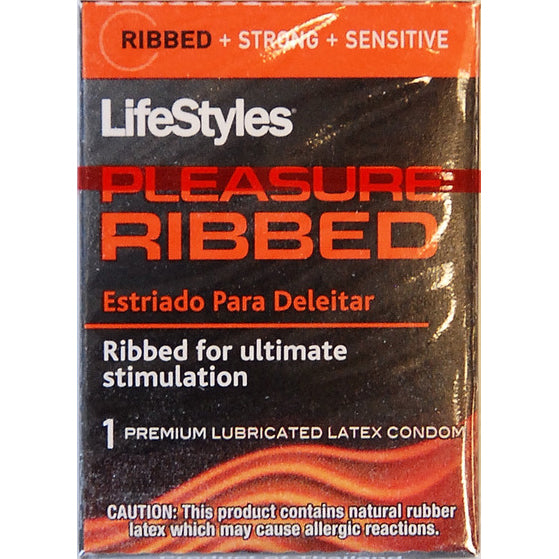 RIBBED + STRONG + SENSITIVE
LifeStyles®
PLEASURE
RIBBED
Estriado Para Deleitar
Ribbed for ultimate
stimulation
1 PREMIUM LUBRICATED LATEX CONDOM
CAUTION: This product contains natural rubber
latex which may cause allergic reactions.